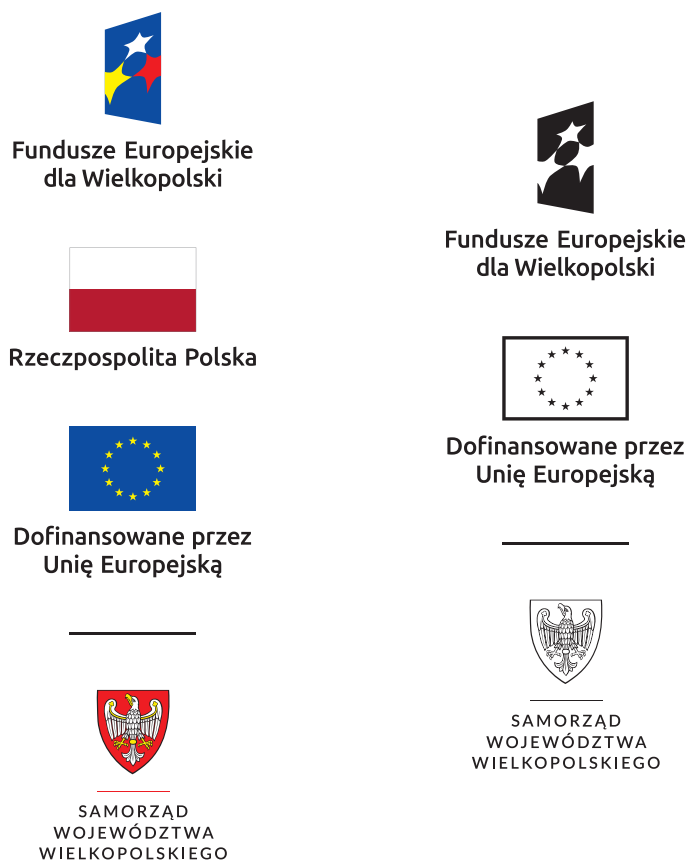 Fundusze Europejskie
dla Wielkopolski
Rzeczpospolita Polska
Dofinansowane przez
Unię Europejską
SAMORZĄD
WOJEWÓDZTWA
WIELKOPOLSKIEGO
Fundusze Europejskie
dla Wielkopolski
Dofinansowane przez
Unię Europejską
SAMORZĄD
WOJEWÓDZTWA
WIELKOPOLSKIEGO